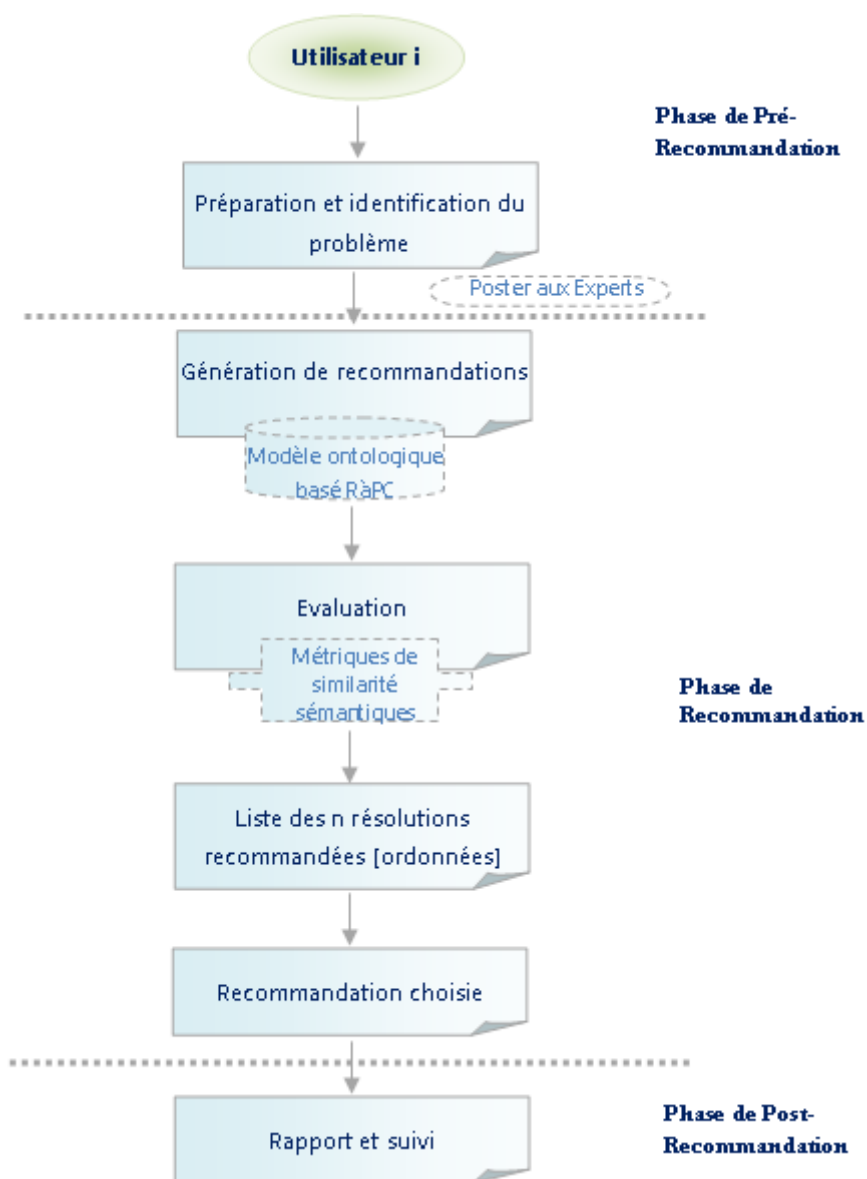 Utilisateur i
Phase de Pré-
Recommandation
Préparation et identification du
problème
Poster aux Experts
Génération de recommandations
Modèle ontologique
basé RàPC
Evaluation
Métriques de
similarité
sémantiques
Phase de
Recommandation
Liste des n résolutions
recommandées [ordonnées]
Recommandation choisie
Phase de Post-
Recommandation
Rapport et suivi